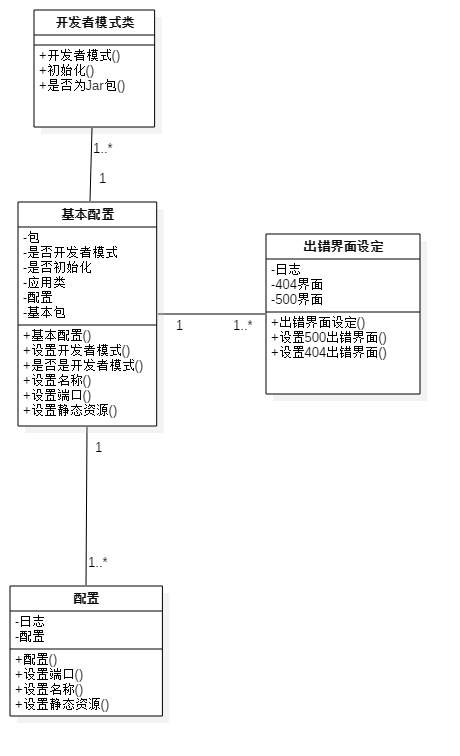 开发者模式类
+开发者模式()
+初始化()
+是否为Jar包()
1..*
1
基本配置
-包
-是否开发者模式
-是否初始化
-应用类
-配置
-基本包
+基本配置()
+设置开发者模式()
+是否是开发者模式()
+设置名称()
+设置端口()
+设置静态资源()
1
1..*
出错界面设定
-日志
-404界面
-500界面
+出错界面设定()
+设置500出错界面()
+设置404出错界面()
1
1..*
配置
-日志
-配置
+配置()
+设置端口()
+设置名称()
+设置静态资源()